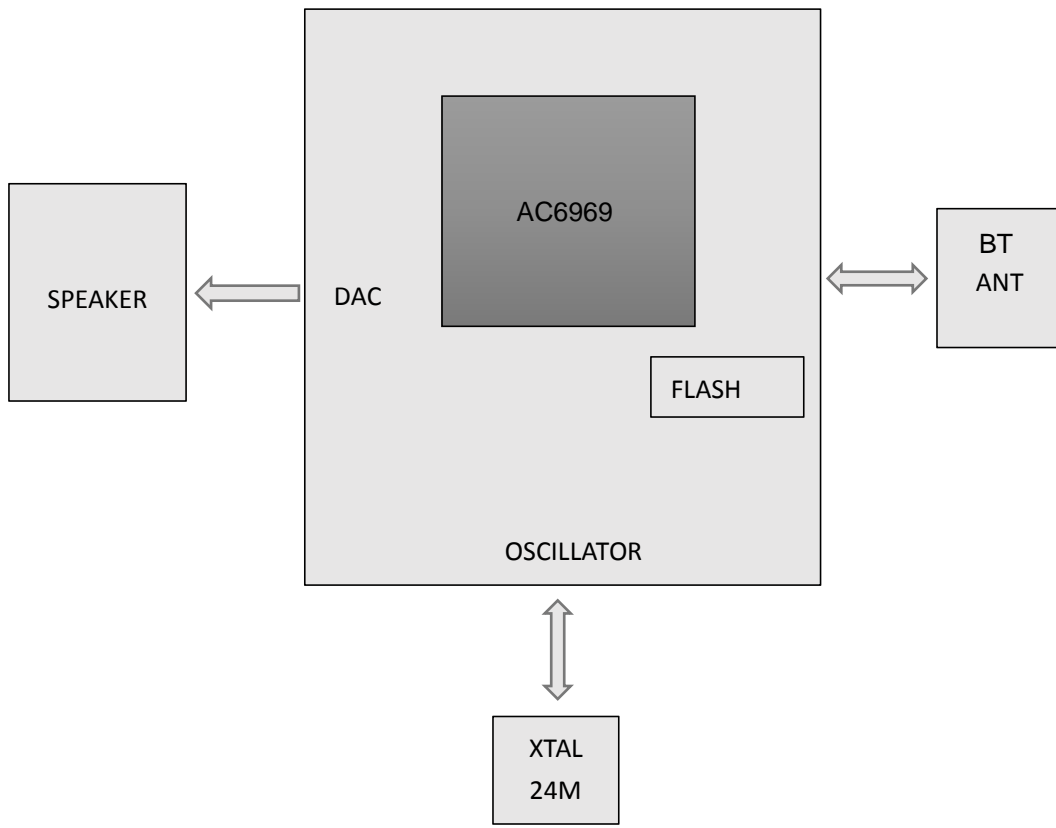 AC6969
BT
ANT
SPEAKER
DAC
FLASH
OSCILLATOR
XTAL
24M